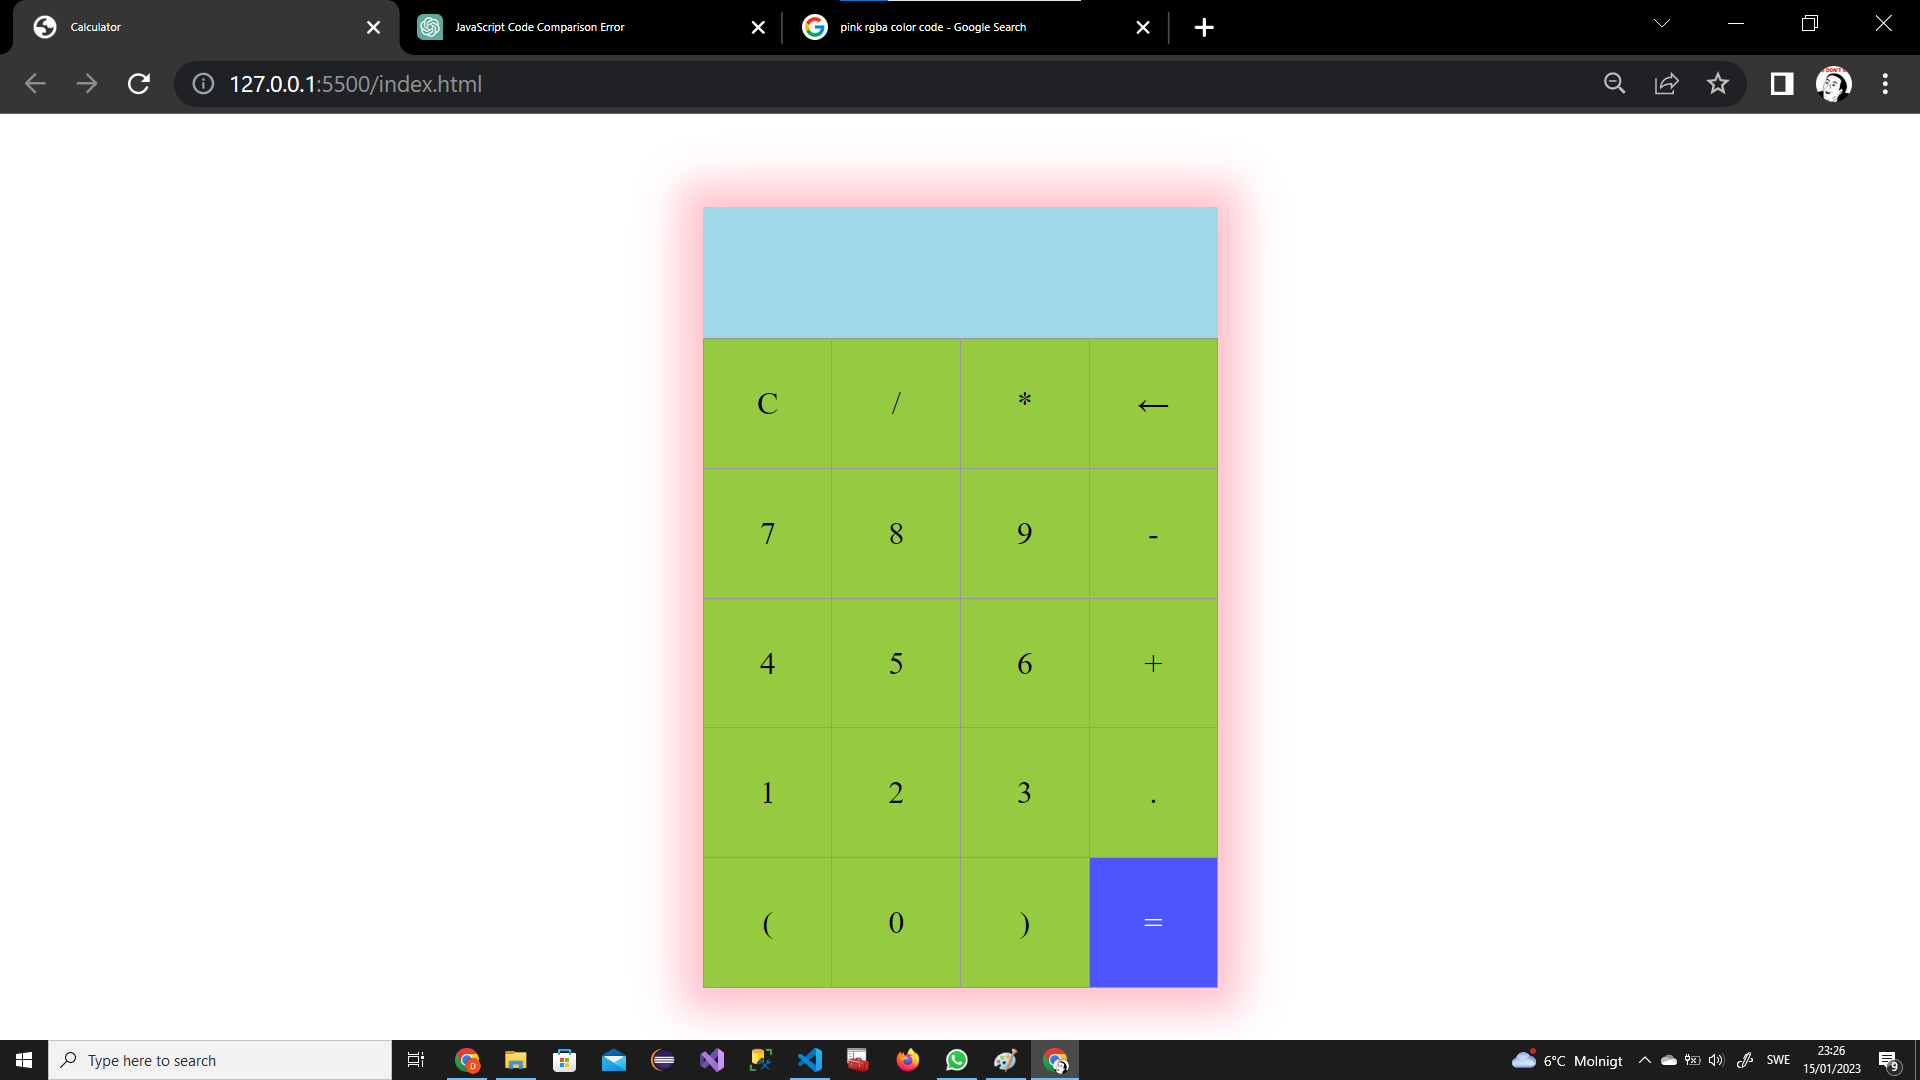 Calculator
JavaScript Code Comparison Error
pink rgba color code - Google Search
127.0.0.1:5500/index.html
C / * ←
7 8 9 -
4 5 6 +
1 2 3 .
( 0 ) =
Type here to search
D
6°C Molnigt
SWE
23:26
15/01/2023
9